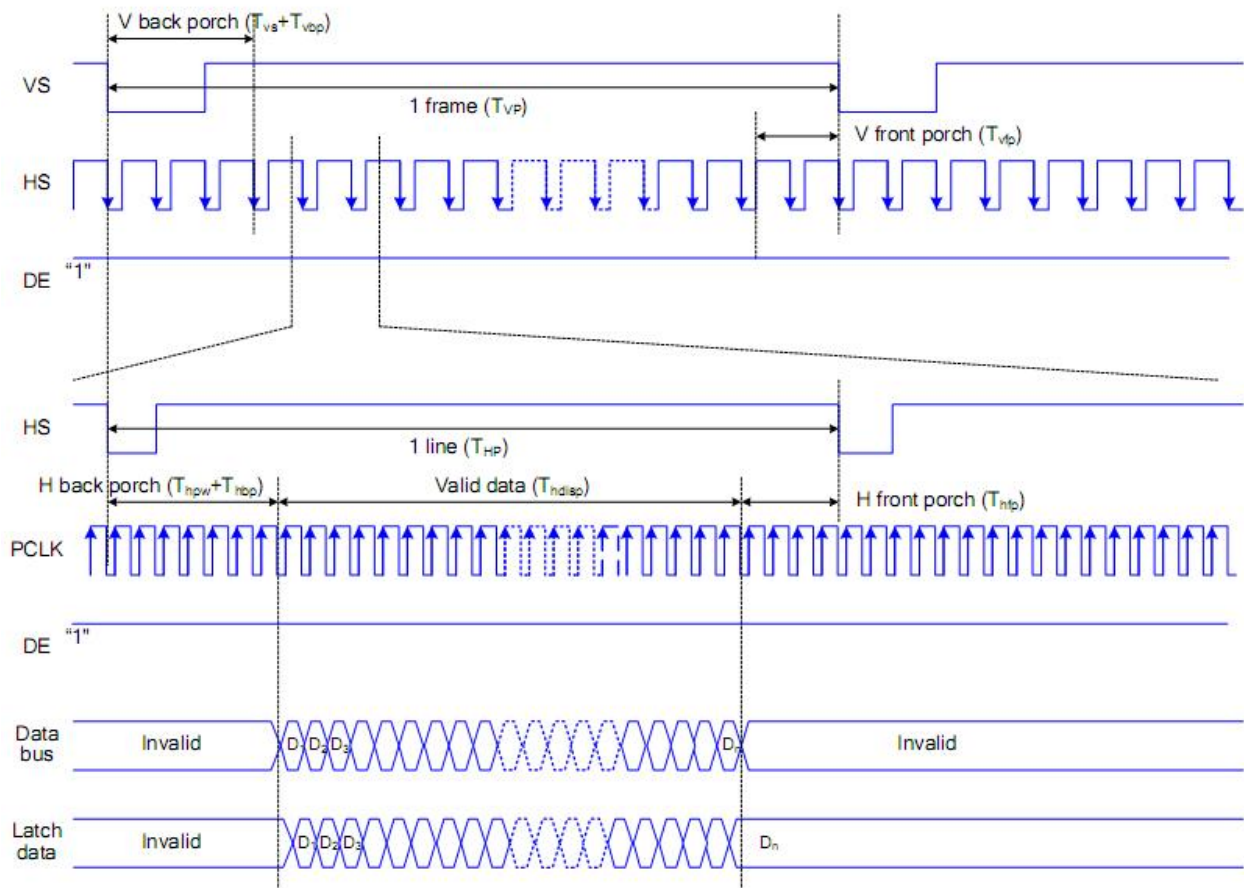 V back porch (Tvs+Tvbp)
VS
1 frame (TVP)
V front porch (Tvfp)
HS
DE "1"
HS
1 line (THP)
H back porch (Thpw+Thbp)
Valid data (Thdisp)
H front porch (Thfp)
PCLK
DE "1"
Data bus
Invalid
D1 D2 D3
Dn
Invalid
Latch data
Invalid
D1 D2 D3
Dn